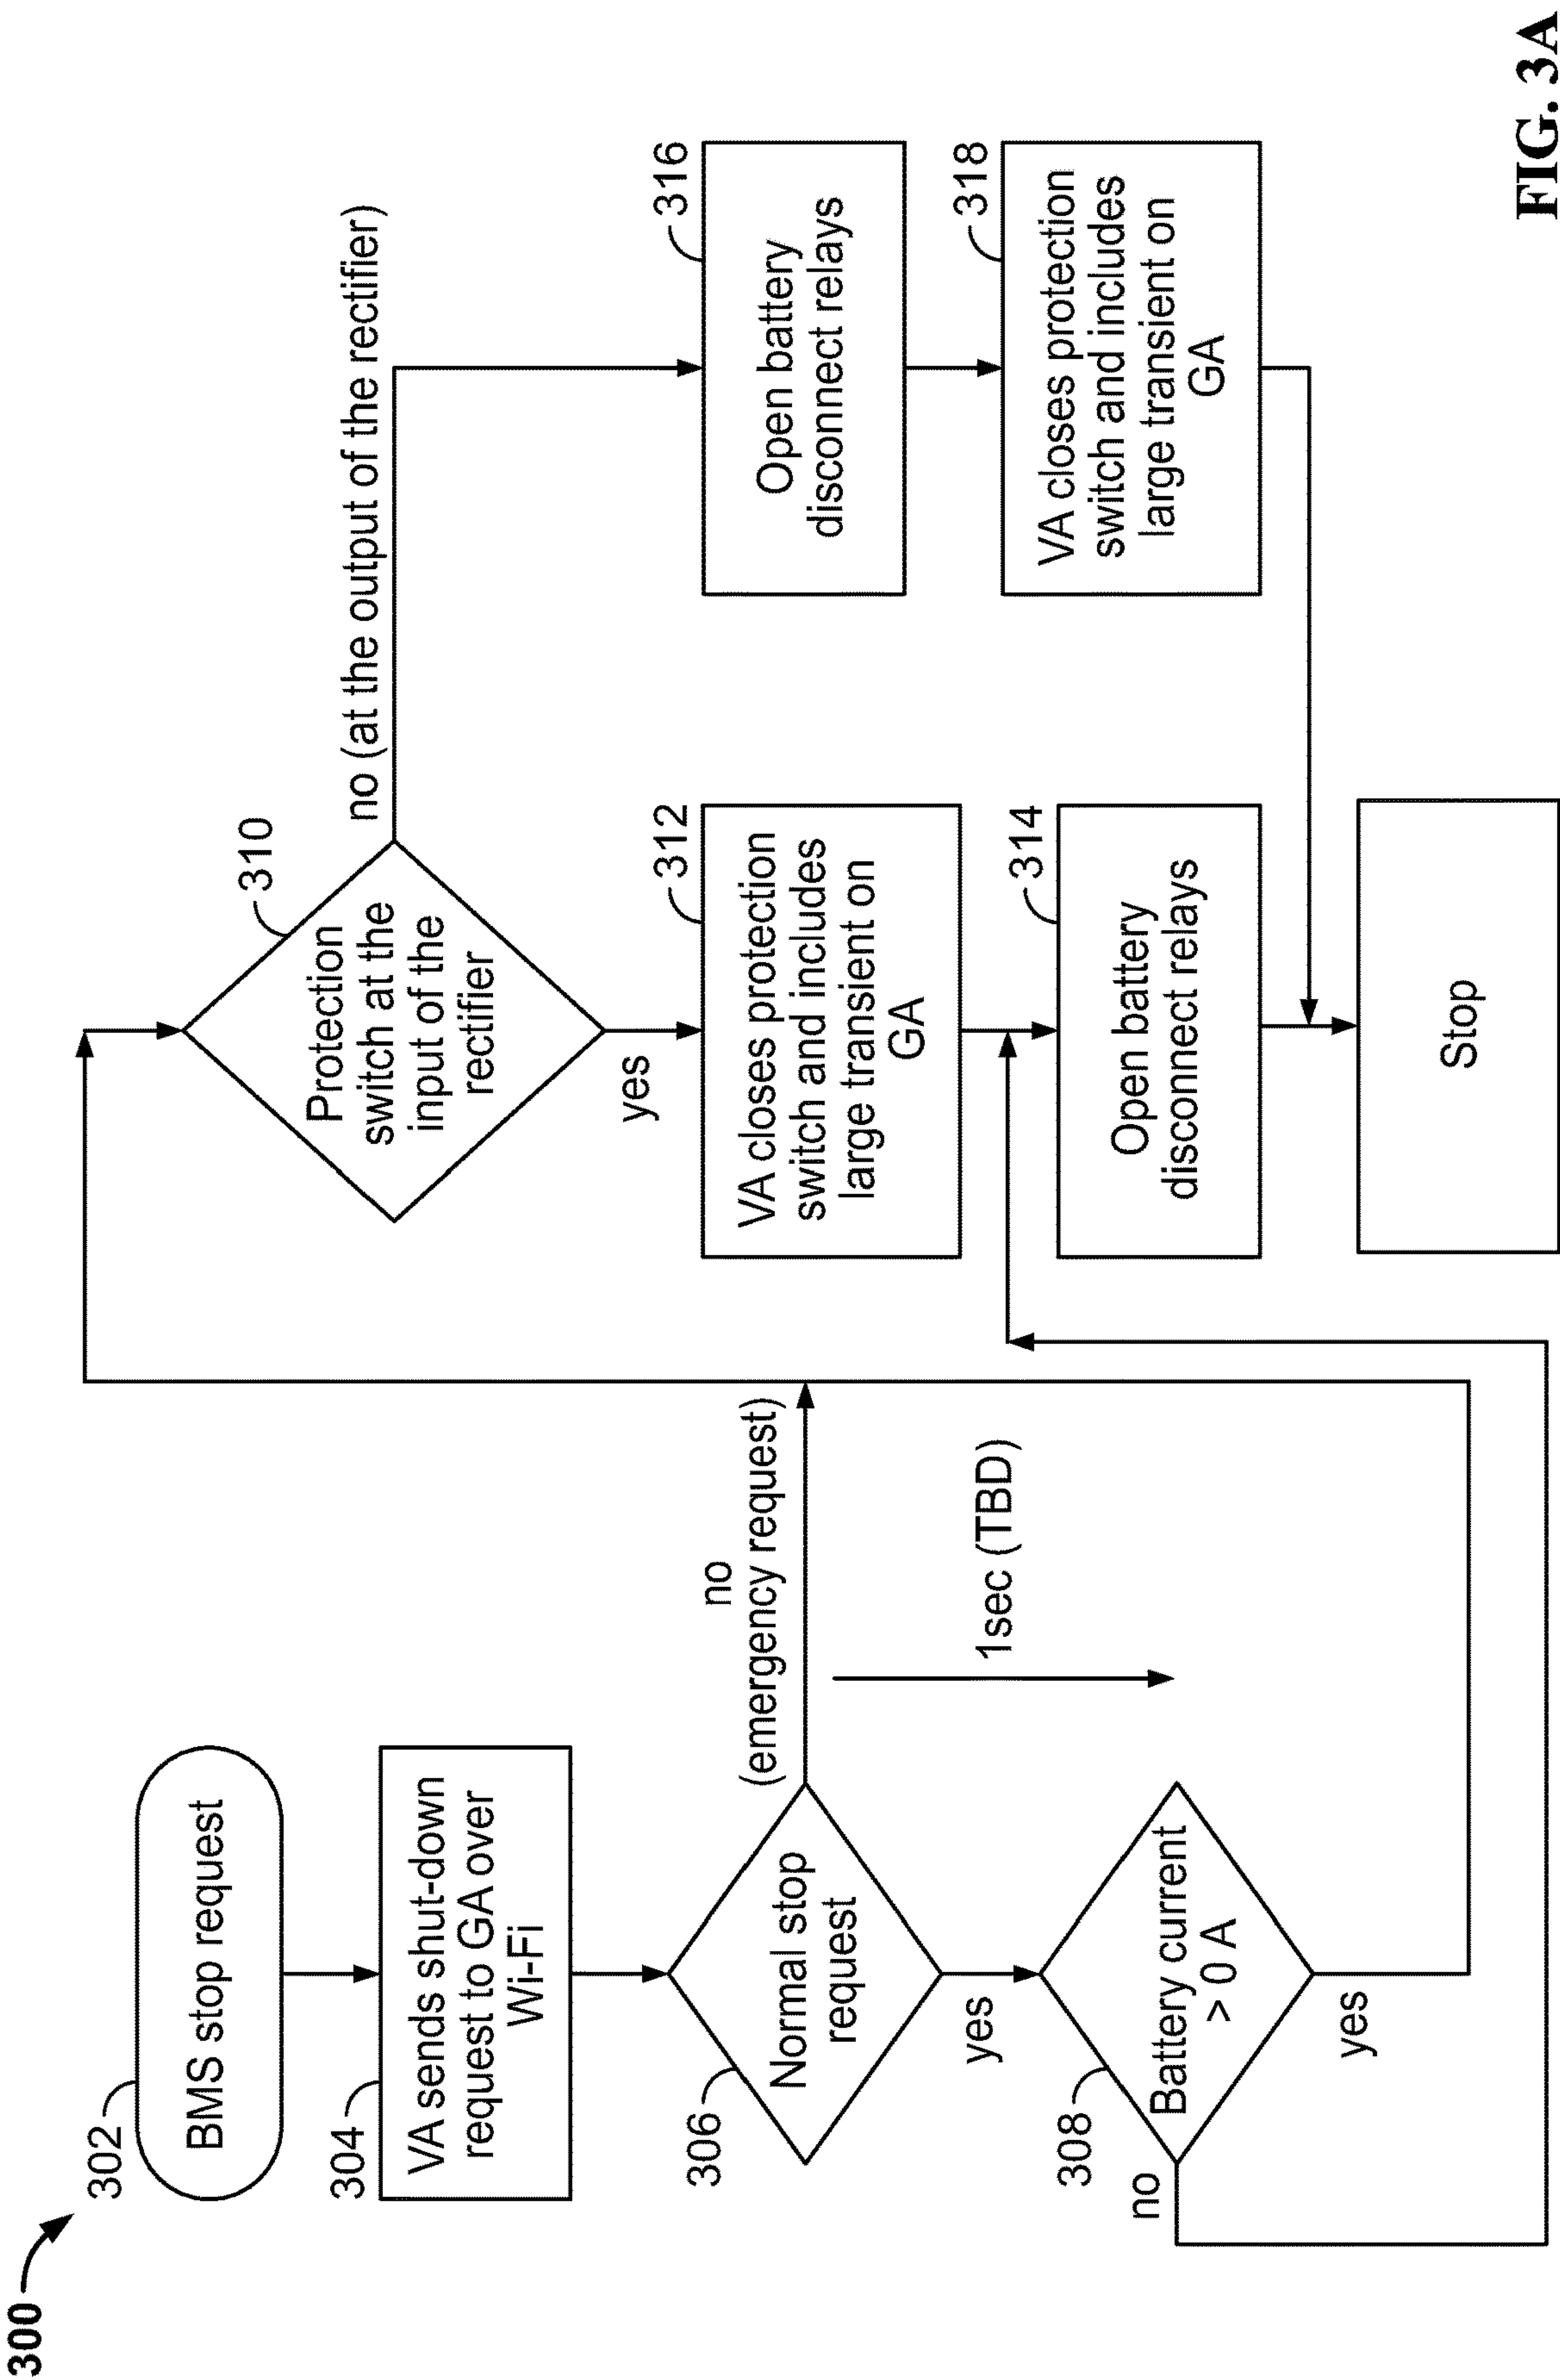 300
302
BMS stop request
304
VA sends shut-down
request to GA over
Wi-Fi
306
Normal stop
request
no
(emergency request)
yes
1sec (TBD)
308
Battery current
> 0 A
no
yes
310
Protection
switch at the
input of the
rectifier
no (at the output of the rectifier)
yes
312
VA closes protection
switch and includes
large transient on
GA
314
Open battery
disconnect relays
316
Open battery
disconnect relays
318
VA closes protection
switch and includes
large transient on
GA
Stop
FIG. 3A